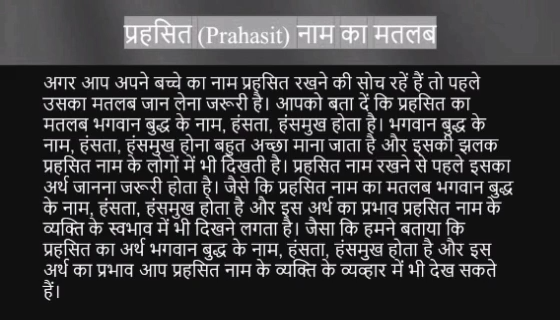 प्रहसित (Prahasit) नाम का मतलब
अगर आप अपने बच्चे का नाम प्रहसित रखने की सोच रहें हैं तो पहले
उसका मतलब जान लेना जरूरी है। आपको बता दें कि प्रहसित का
मतलब भगवान बुद्ध के नाम, हंसता, हंसमुख होता है। भगवान बुद्ध के
नाम, हंसता, हंसमुख होना बहुत अच्छा माना जाता है और इसकी झलक
प्रहसित नाम के लोगों में भी दिखती है। प्रहसित नाम रखने से पहले इसका
अर्थ जानना जरूरी होता है। जैसे कि प्रहसित नाम का मतलब भगवान बुद्ध
के नाम, हंसता, हंसमुख होता है और इस अर्थ का प्रभाव प्रहसित नाम के
व्यक्ति के स्वभाव में भी दिखने लगता है। जैसा कि हमने बताया कि
प्रहसित का अर्थ भगवान बुद्ध के नाम, हंसता, हंसमुख होता है और इस
अर्थ का प्रभाव आप प्रहसित नाम के व्यक्ति के व्यव्हार में भी देख सकते
हैं।